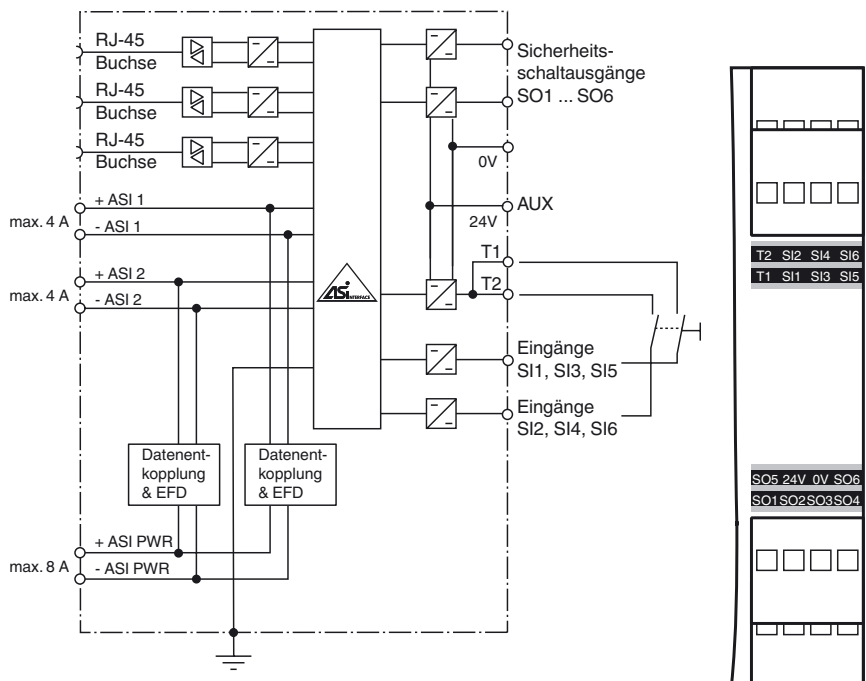 RJ-45
Buchse
RJ-45
Buchse
RJ-45
Buchse
+ ASI 1
max. 4 A
- ASI 1
+ ASI 2
max. 4 A
- ASI 2
ASi INTERFACE
Datenent-
kopplung
& EFD
Datenent-
kopplung
& EFD
+ ASI PWR
max. 8 A
- ASI PWR
Sicherheits-
schaltausgänge
SO1 ... SO6
0V
AUX
24V
T1
T2
Eingänge
SI1, SI3, SI5
Eingänge
SI2, SI4, SI6
T2 SI2 SI4 SI6
T1 SI1 SI3 SI5
SO5 24V 0V SO6
SO1 SO2 SO3 SO4